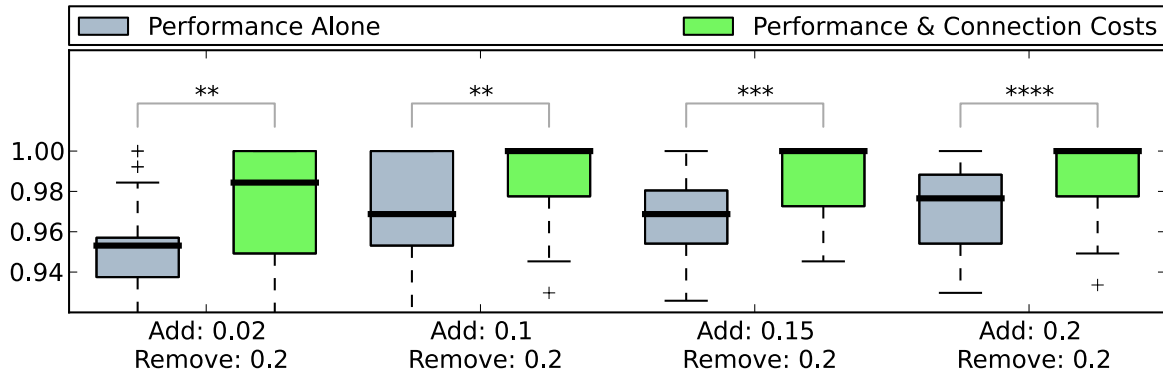 Performance Alone
Performance & Connection Costs
** ** *** ****
1.00
0.98
0.96
0.94
Add: 0.02 Add: 0.1 Add: 0.15 Add: 0.2
Remove: 0.2 Remove: 0.2 Remove: 0.2 Remove: 0.2